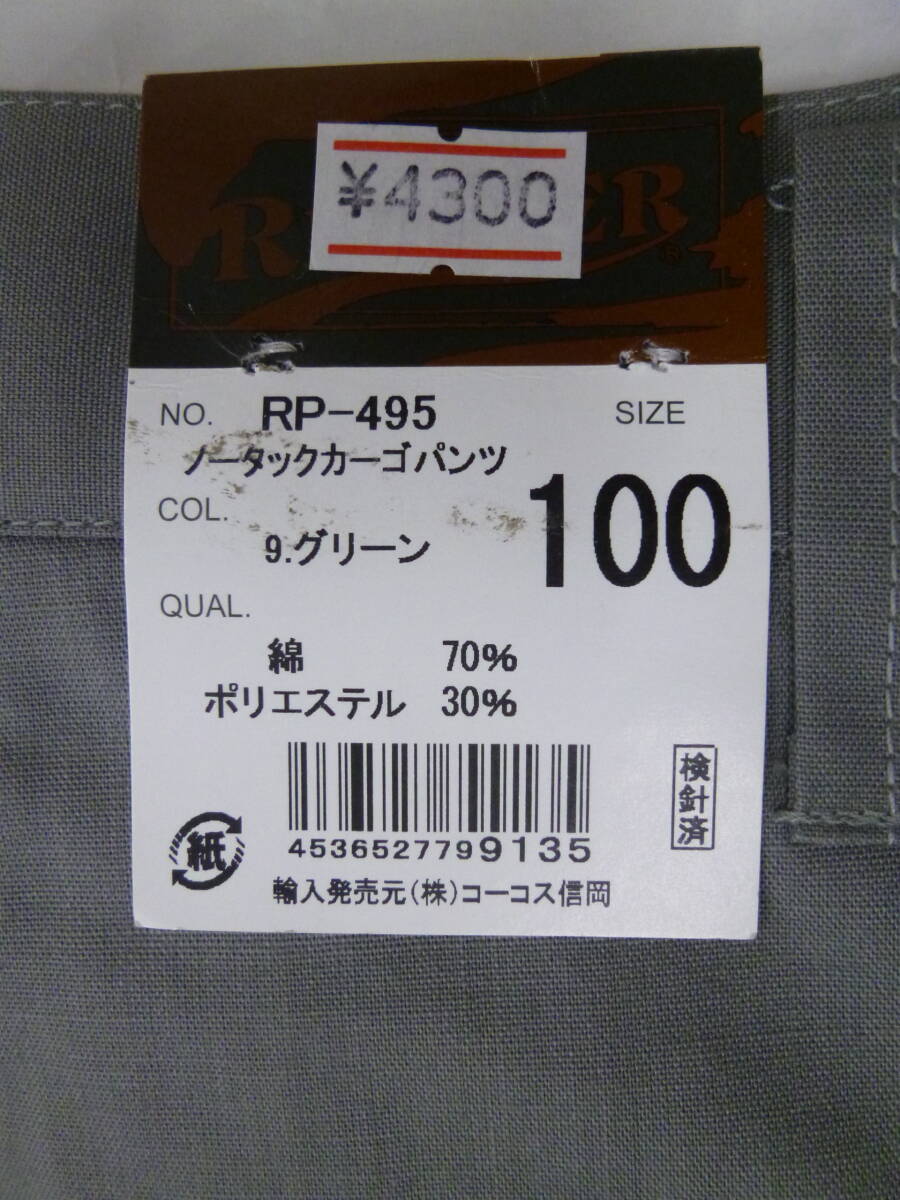 ¥4300
NO. RP-495 SIZE
ノータックカーゴパンツ
100
COL.
9.グリーン
QUAL.
綿 70%
ポリエステル 30%
検針済
4536527799135
紙
輸入発売元(株)コーコス信岡